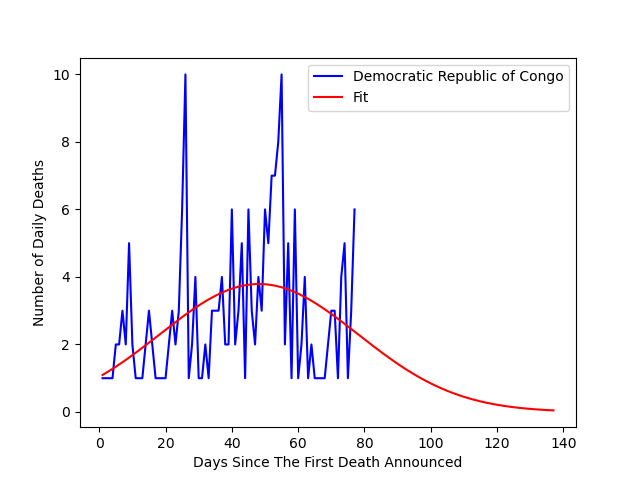 Democratic Republic of Congo
Fit
10
8
6
4
2
0
Number of Daily Deaths
0 20 40 60 80 100 120 140
Days Since The First Death Announced